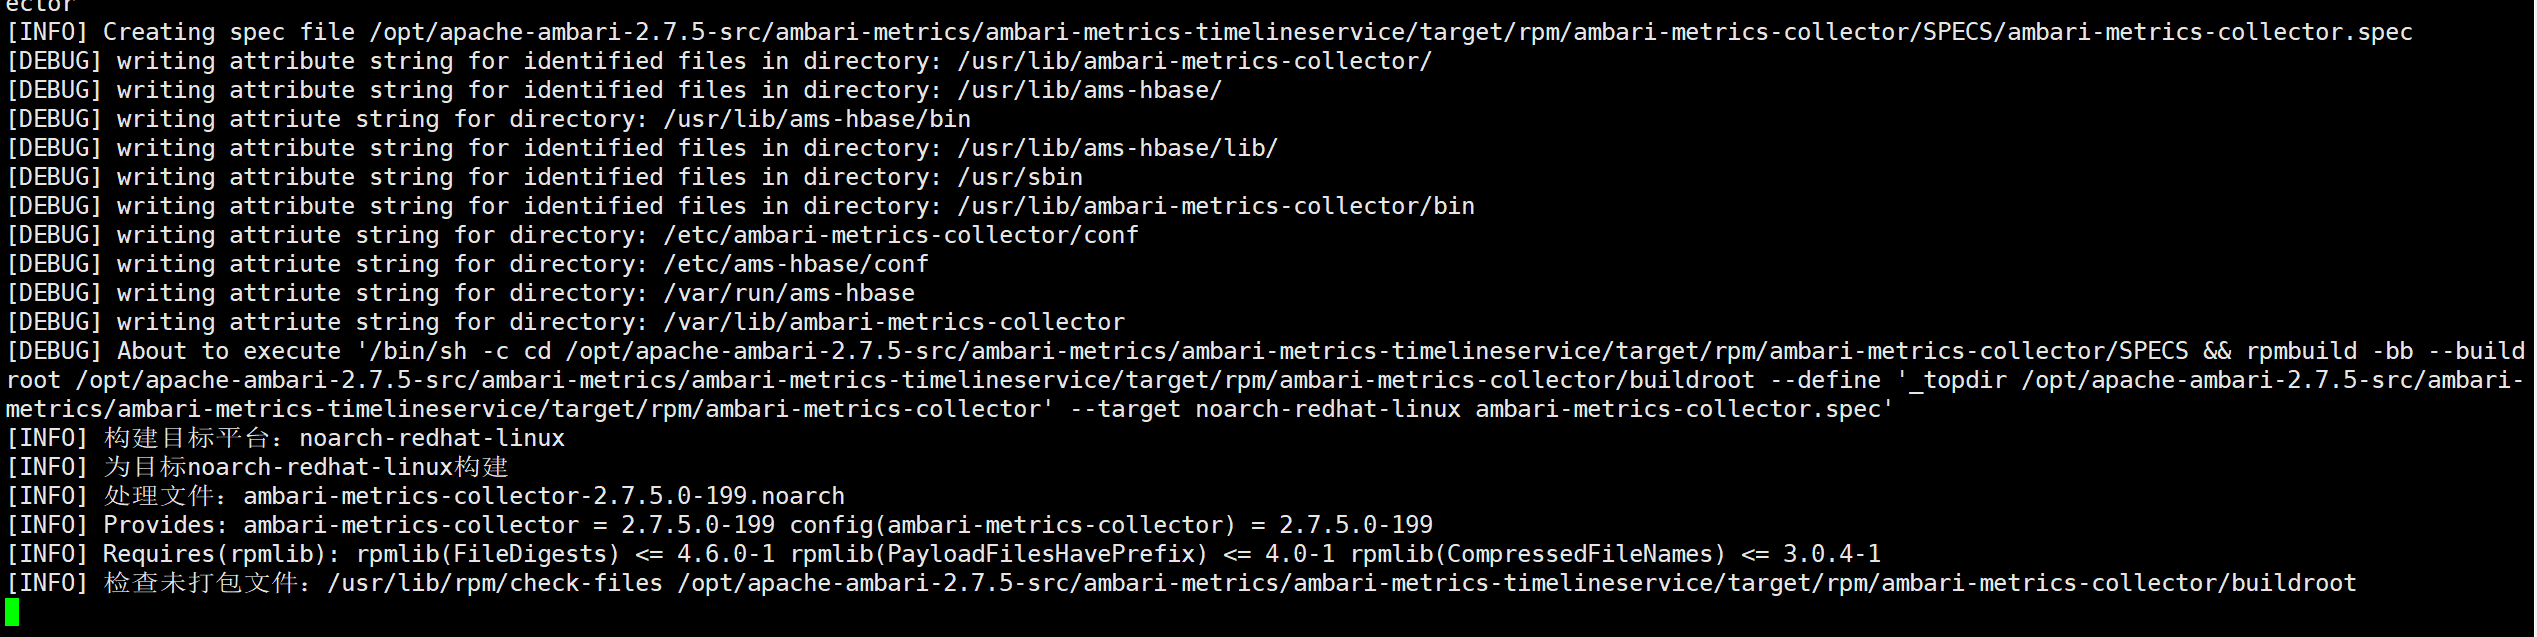 ector
[INFO] Creating spec file /opt/apache-ambari-2.7.5-src/ambari-metrics/ambari-metrics-timelineservice/target/rpm/ambari-metrics-collector/SPECS/ambari-metrics-collector.spec
[DEBUG] writing attribute string for identified files in directory: /usr/lib/ambari-metrics-collector/
[DEBUG] writing attribute string for identified files in directory: /usr/lib/ams-hbase/
[DEBUG] writing attriute string for directory: /usr/lib/ams-hbase/bin
[DEBUG] writing attribute string for identified files in directory: /usr/lib/ams-hbase/lib/
[DEBUG] writing attribute string for identified files in directory: /usr/sbin
[DEBUG] writing attribute string for identified files in directory: /usr/lib/ambari-metrics-collector/bin
[DEBUG] writing attriute string for directory: /etc/ambari-metrics-collector/conf
[DEBUG] writing attriute string for directory: /etc/ams-hbase/conf
[DEBUG] writing attriute string for directory: /var/run/ams-hbase
[DEBUG] writing attriute string for directory: /var/lib/ambari-metrics-collector
[DEBUG] About to execute '/bin/sh -c cd /opt/apache-ambari-2.7.5-src/ambari-metrics/ambari-metrics-timelineservice/target/rpm/ambari-metrics-collector/SPECS && rpmbuild -bb --build
root /opt/apache-ambari-2.7.5-src/ambari-metrics/ambari-metrics-timelineservice/target/rpm/ambari-metrics-collector/buildroot --define '_topdir /opt/apache-ambari-2.7.5-src/ambari-
metrics/ambari-metrics-timelineservice/target/rpm/ambari-metrics-collector' --target noarch-redhat-linux ambari-metrics-collector.spec'
[INFO] 构建目标平台：noarch-redhat-linux
[INFO] 为目标noarch-redhat-linux构建
[INFO] 处理文件：ambari-metrics-collector-2.7.5.0-199.noarch
[INFO] Provides: ambari-metrics-collector = 2.7.5.0-199 config(ambari-metrics-collector) = 2.7.5.0-199
[INFO] Requires(rpmlib): rpmlib(FileDigests) <= 4.6.0-1 rpmlib(PayloadFilesHavePrefix) <= 4.0-1 rpmlib(CompressedFileNames) <= 3.0.4-1
[INFO] 检查未打包文件：/usr/lib/rpm/check-files /opt/apache-ambari-2.7.5-src/ambari-metrics/ambari-metrics-timelineservice/target/rpm/ambari-metrics-collector/buildroot